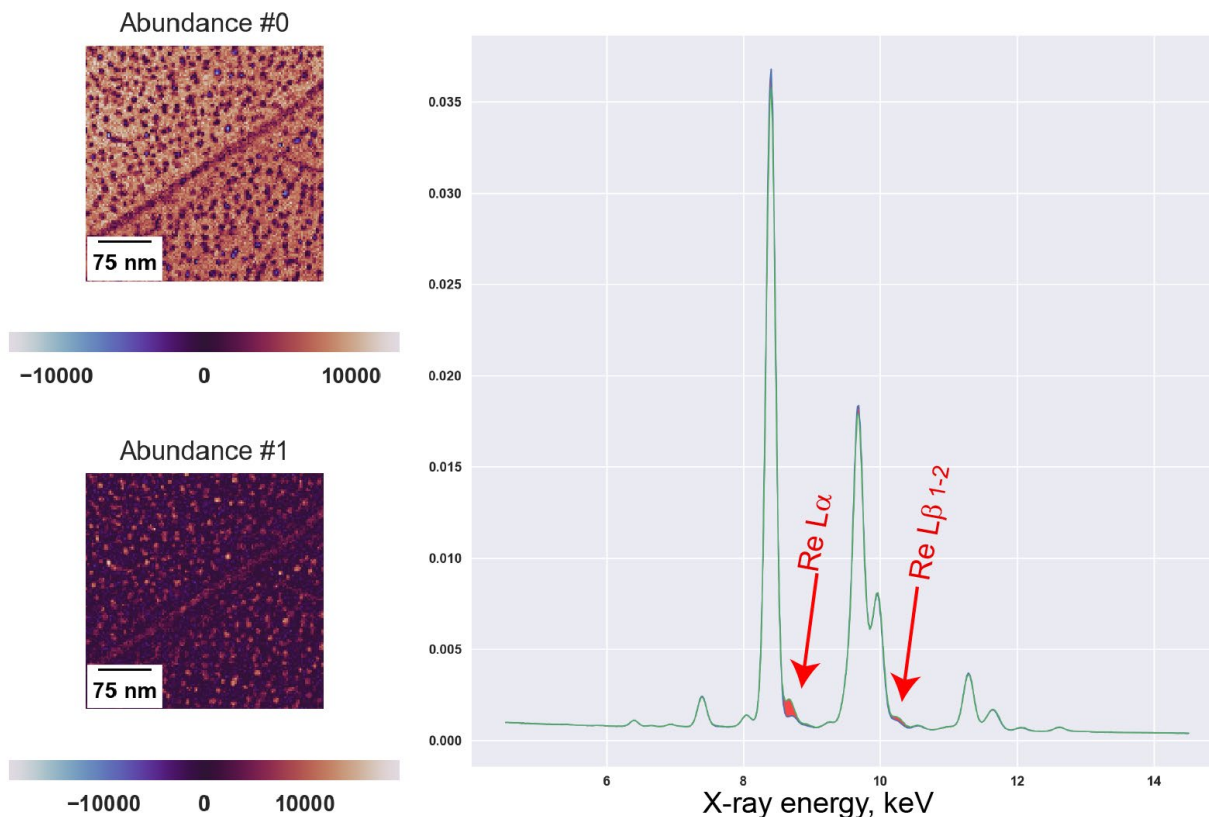 Abundance #0
75 nm
−10000 0 10000
Abundance #1
75 nm
−10000 0 10000
0.035
0.030
0.025
0.020
0.015
0.010
0.005
0.000
Re Lα
Re Lβ 1-2
6 8 10 12 14
X-ray energy, keV